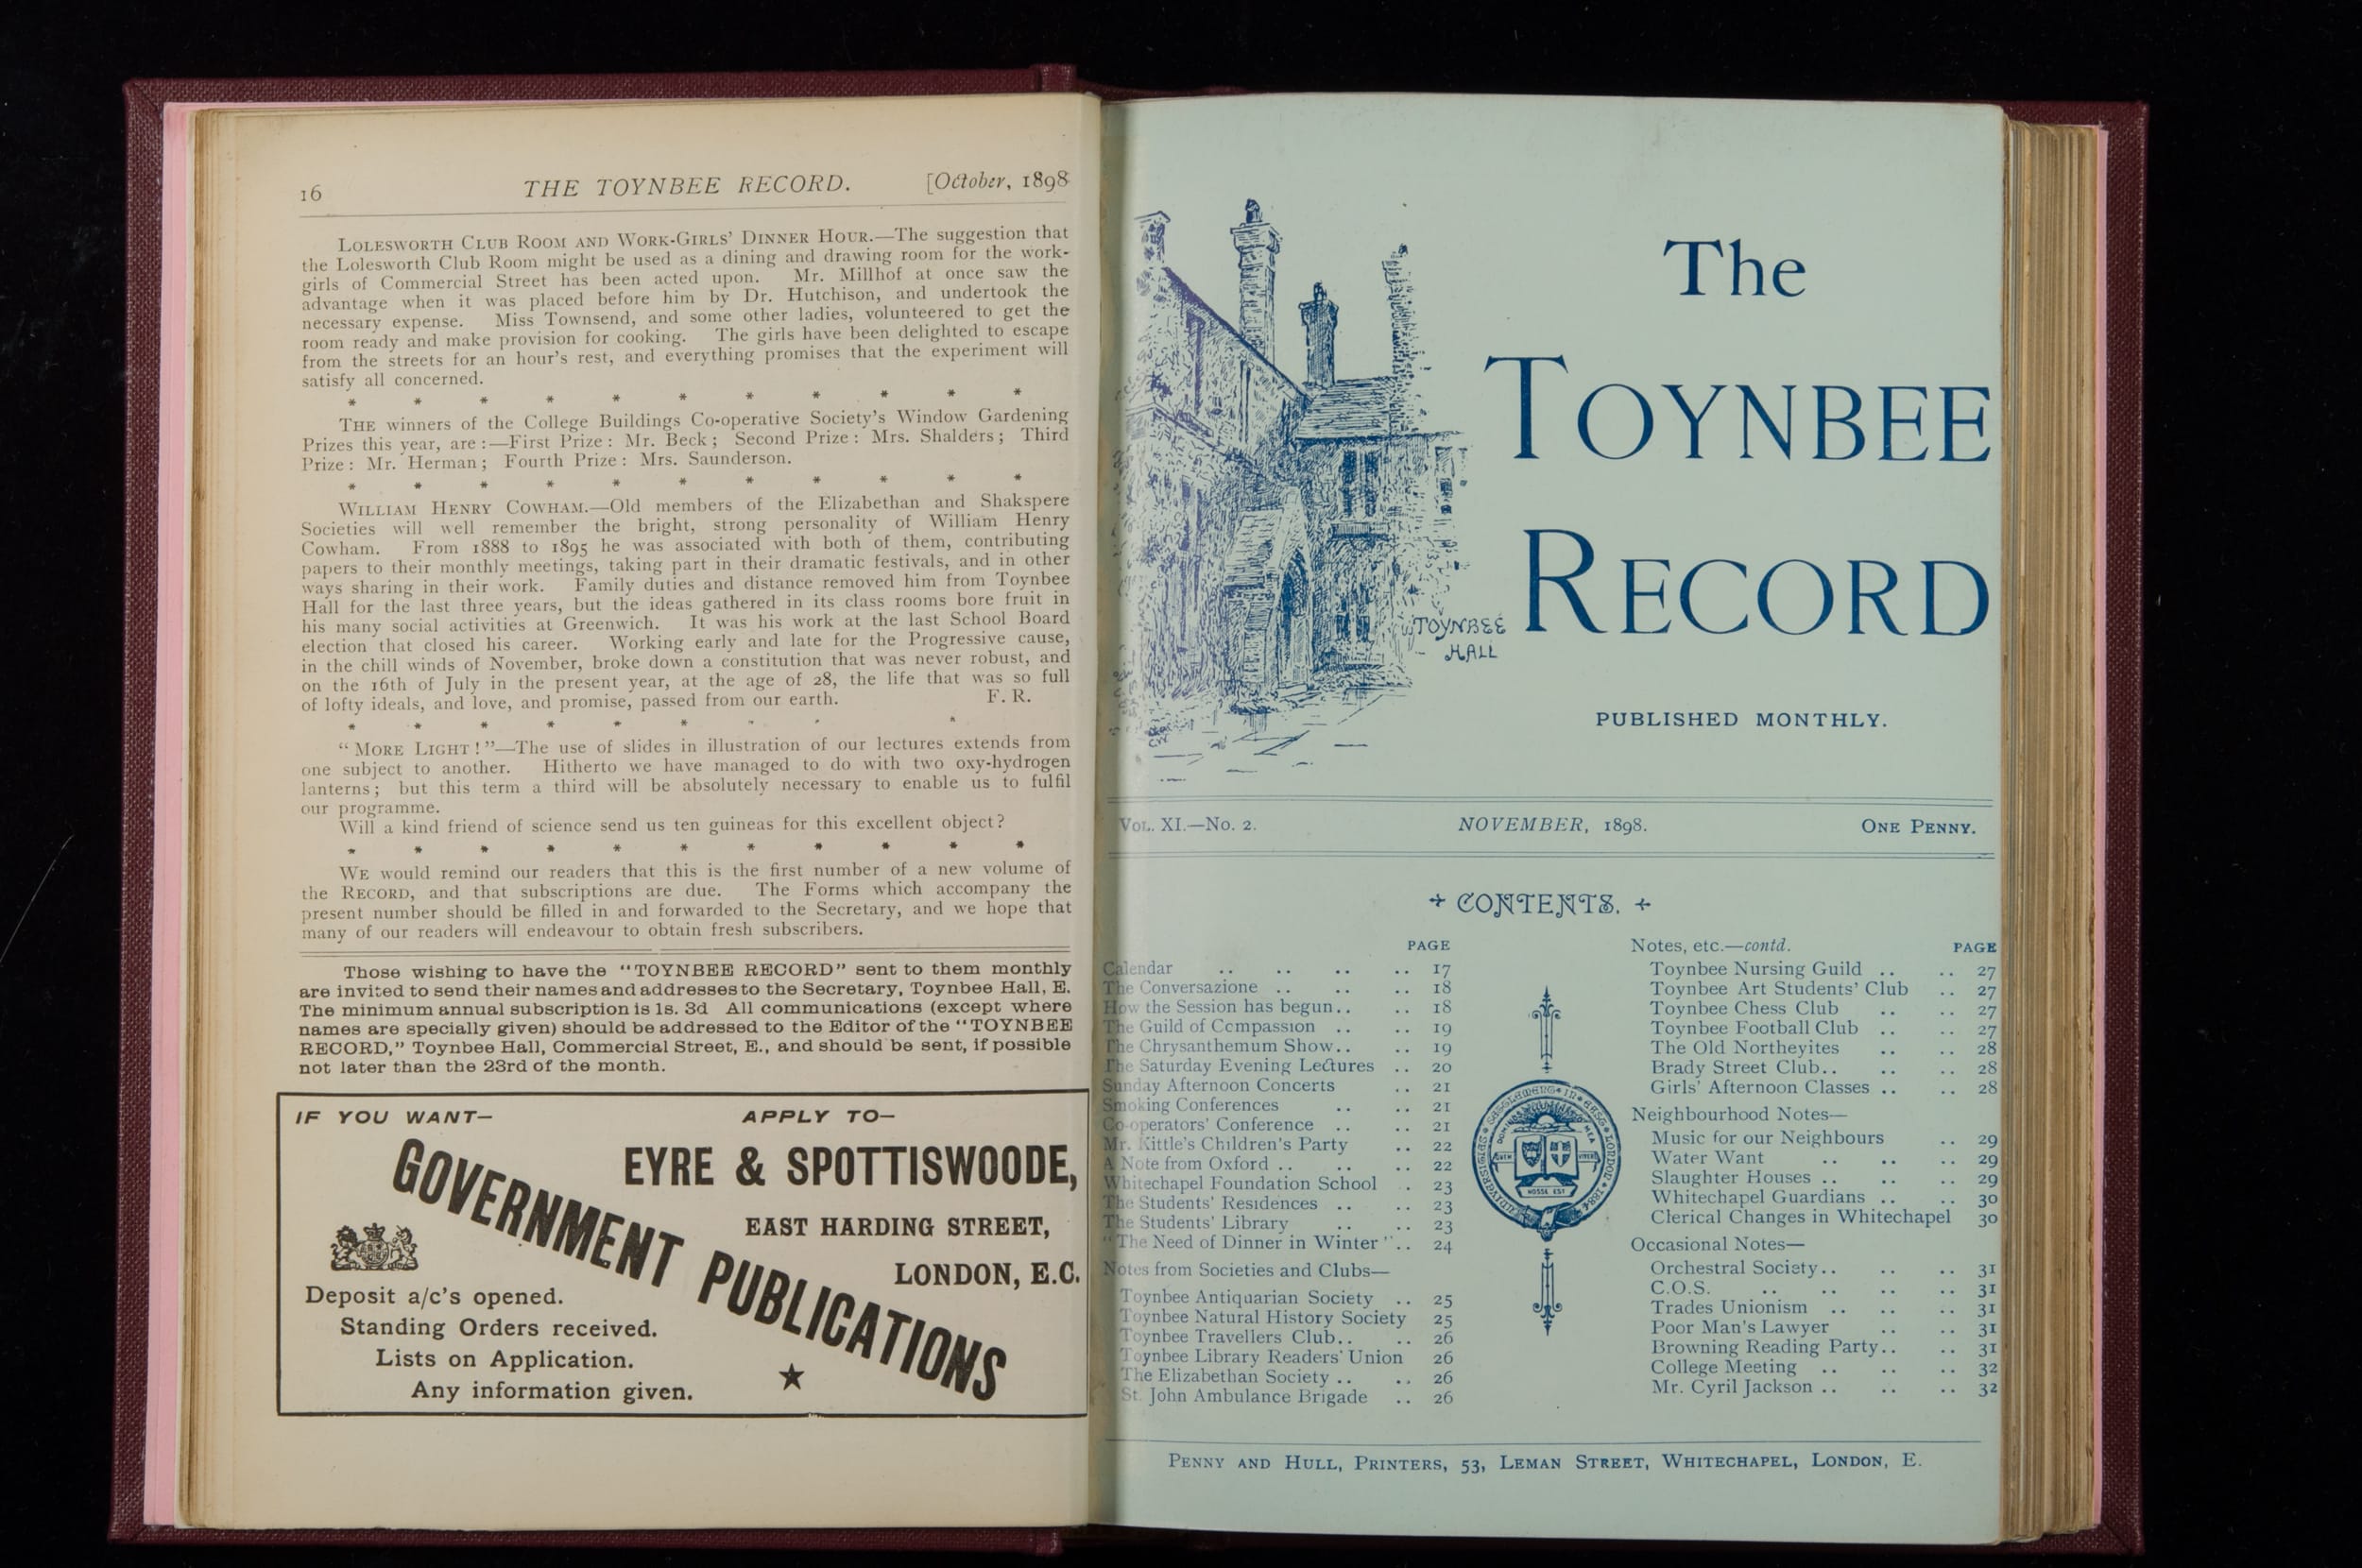 16 THE TOYNBEE RECORD. [October, 1898
LOLESWORTH CLUB ROOM AND WORK-GIRLS' DINNER HOUR.—The suggestion that
the Lolesworth Club Room might be used as a dining and drawing room for the work-
girls of Commercial Street has been acted upon. Mr. Millhof at once saw the
advantage when it was placed before him by Dr. Hutchison, and undertook the
necessary expense. Miss Townsend, and some other ladies, volunteered to get the
room ready and make provision for cooking. The girls have been delighted to escape
from the streets for an hour's rest, and everything promises that the experiment will
satisfy all concerned.
* * * * * * * * * * *
THE winners of the College Buildings Co-operative Society's Window Gardening
Prizes this year, are :—First Prize : Mr. Beck ; Second Prize : Mrs. Shalders ; Third
Prize : Mr. Herman ; Fourth Prize : Mrs. Saunderson.
* * * * * * * * * * *
WILLIAM HENRY COWHAM.—Old members of the Elizabethan and Shakspere
Societies will well remember the bright, strong personality of William Henry
Cowham. From 1888 to 1895 he was associated with both of them, contributing
papers to their monthly meetings, taking part in their dramatic festivals, and in other
ways sharing in their work. Family duties and distance removed him from Toynbee
Hall for the last three years, but the ideas gathered in its class rooms bore fruit in
his many social activities at Greenwich. It was his work at the last School Board
election that closed his career. Working early and late for the Progressive cause,
in the chill winds of November, broke down a constitution that was never robust, and
on the 16th of July in the present year, at the age of 28, the life that was so full
of lofty ideals, and love, and promise, passed from our earth. F. R.
* * * * * * * * *
" MORE LIGHT ! "—The use of slides in illustration of our lectures extends from
one subject to another. Hitherto we have managed to do with two oxy-hydrogen
lanterns ; but this term a third will be absolutely necessary to enable us to fulfil
our programme.
Will a kind friend of science send us ten guineas for this excellent object ?
* * * * * * * * * * *
WE would remind our readers that this is the first number of a new volume of
the RECORD, and that subscriptions are due. The Forms which accompany the
present number should be filled in and forwarded to the Secretary, and we hope that
many of our readers will endeavour to obtain fresh subscribers.
Those wishing to have the "TOYNBEE RECORD" sent to them monthly
are invited to send their names and addresses to the Secretary, Toynbee Hall, E.
The minimum annual subscription is 1s. 3d All communications (except where
names are specially given) should be addressed to the Editor of the "TOYNBEE
RECORD," Toynbee Hall, Commercial Street, E., and should be sent, if possible
not later than the 23rd of the month.
IF YOU WANT— APPLY TO—
GOVERNMENT PUBLICATIONS
EYRE & SPOTTISWOODE,
EAST HARDING STREET,
LONDON, E.C.
Deposit a/c's opened.
Standing Orders received.
Lists on Application.
Any information given.
The
TOYNBEE
RECORD
TOYNBEE
HALL
PUBLISHED MONTHLY.
VOL. XI.—No. 2. NOVEMBER, 1898. ONE PENNY.
CONTENTS.
PAGE
Calendar .. .. .. .. 17
The Conversazione .. .. .. 18
How the Session has begun.. .. 18
The Guild of Compassion .. .. 19
The Chrysanthemum Show.. .. 19
The Saturday Evening Lectures .. 20
Sunday Afternoon Concerts .. 21
Smoking Conferences .. .. 21
Co-operators' Conference .. .. 21
Mr. Kittle's Children's Party .. 22
A Note from Oxford .. .. .. 22
Whitechapel Foundation School . 23
The Students' Residences .. .. 23
The Students' Library .. .. 23
"The Need of Dinner in Winter" .. 24
Notes from Societies and Clubs—
Toynbee Antiquarian Society .. 25
Toynbee Natural History Society 25
Toynbee Travellers Club.. .. 26
Toynbee Library Readers' Union 26
The Elizabethan Society .. .. 26
St. John Ambulance Brigade .. 26
Notes, etc.—contd. PAGE
Toynbee Nursing Guild .. .. 27
Toynbee Art Students' Club .. 27
Toynbee Chess Club .. .. 27
Toynbee Football Club .. .. 27
The Old Northeyites .. .. 28
Brady Street Club.. .. .. 28
Girls' Afternoon Classes .. .. 28
Neighbourhood Notes—
Music for our Neighbours .. 29
Water Want .. .. .. 29
Slaughter Houses .. .. .. 29
Whitechapel Guardians .. .. 30
Clerical Changes in Whitechapel 30
Occasional Notes—
Orchestral Society.. .. .. 31
C.O.S. .. .. .. .. 31
Trades Unionism .. .. .. 31
Poor Man's Lawyer .. .. 31
Browning Reading Party.. .. 31
College Meeting .. .. .. 32
Mr. Cyril Jackson .. .. .. 32
PENNY AND HULL, PRINTERS, 53, LEMAN STREET, WHITECHAPEL, LONDON, E.